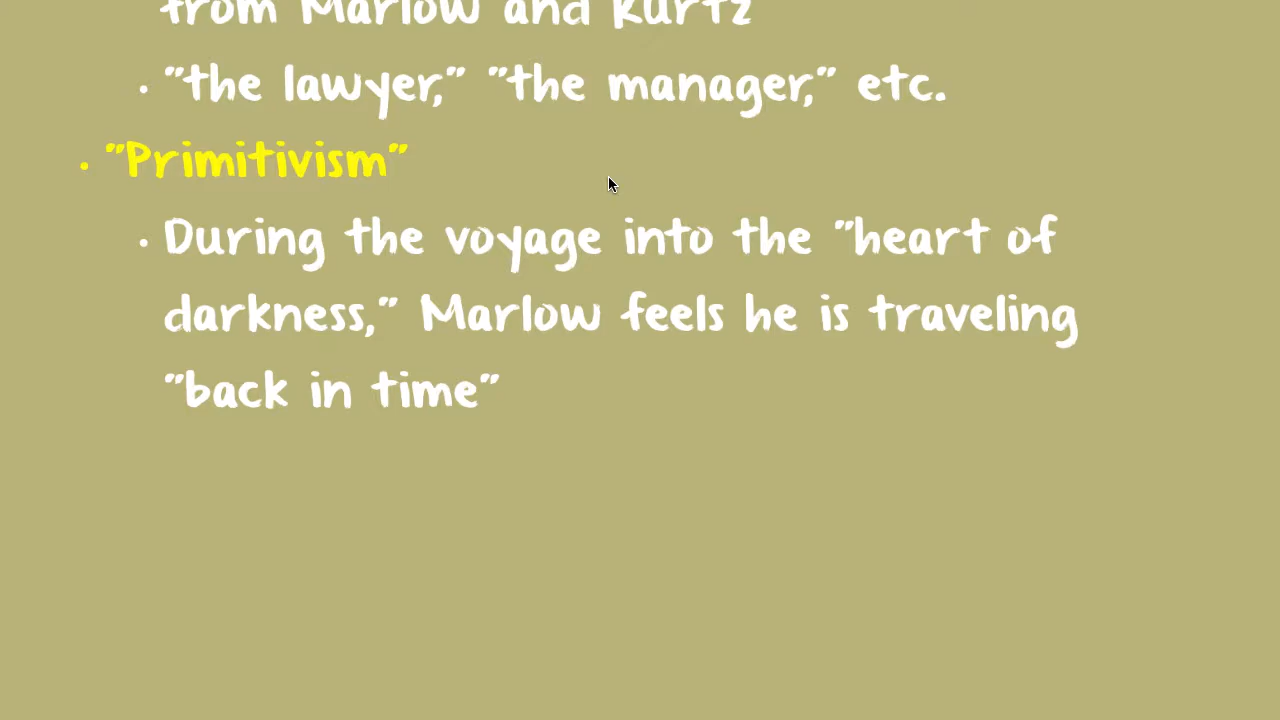 from Marlow and Kurtz
• "the lawyer," "the manager," etc.
• "Primitivism"
• During the voyage into the "heart of
darkness," Marlow feels he is traveling
"back in time"